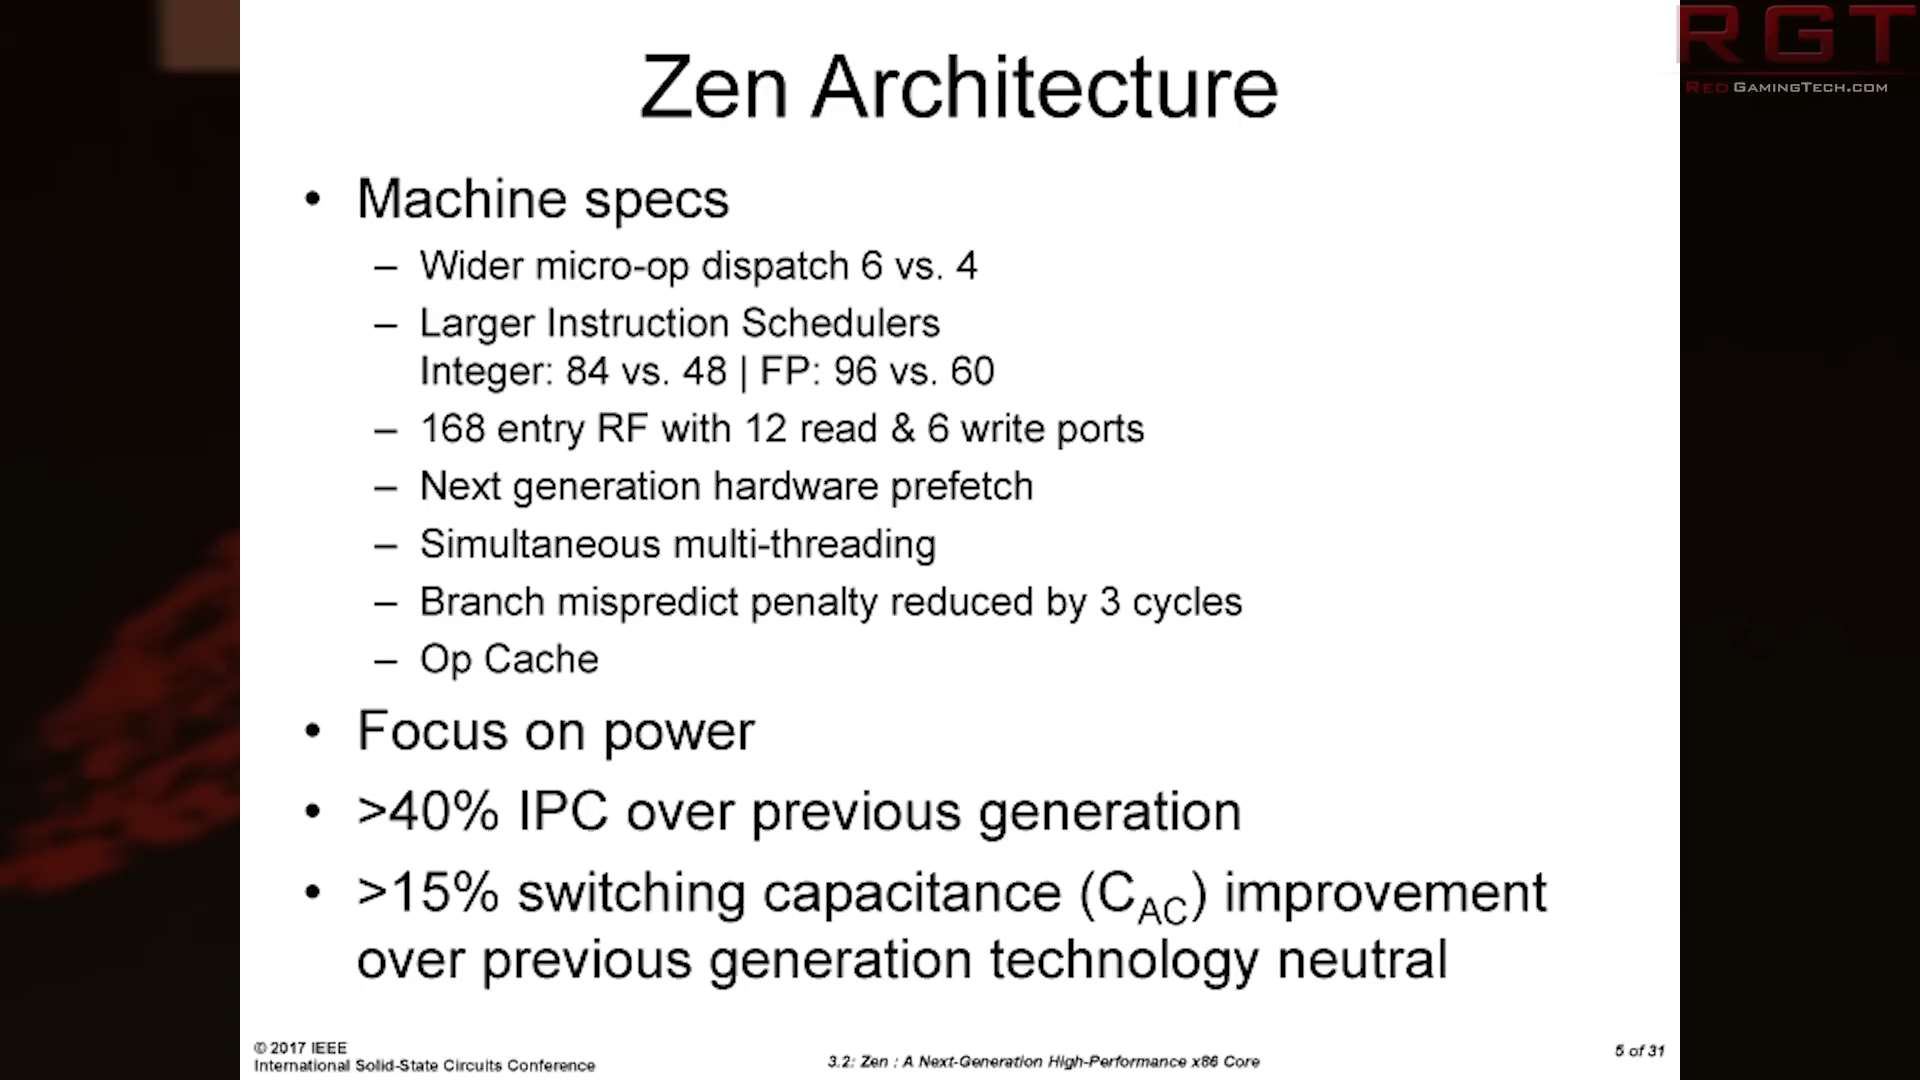 Zen Architecture
RGT
RED GAMINGTECH.COM
• Machine specs
– Wider micro-op dispatch 6 vs. 4
– Larger Instruction Schedulers
Integer: 84 vs. 48 | FP: 96 vs. 60
– 168 entry RF with 12 read & 6 write ports
– Next generation hardware prefetch
– Simultaneous multi-threading
– Branch mispredict penalty reduced by 3 cycles
– Op Cache
• Focus on power
• >40% IPC over previous generation
• >15% switching capacitance (CAC) improvement
over previous generation technology neutral
© 2017 IEEE
International Solid-State Circuits Conference
3.2: Zen : A Next-Generation High-Performance x86 Core
5 of 31